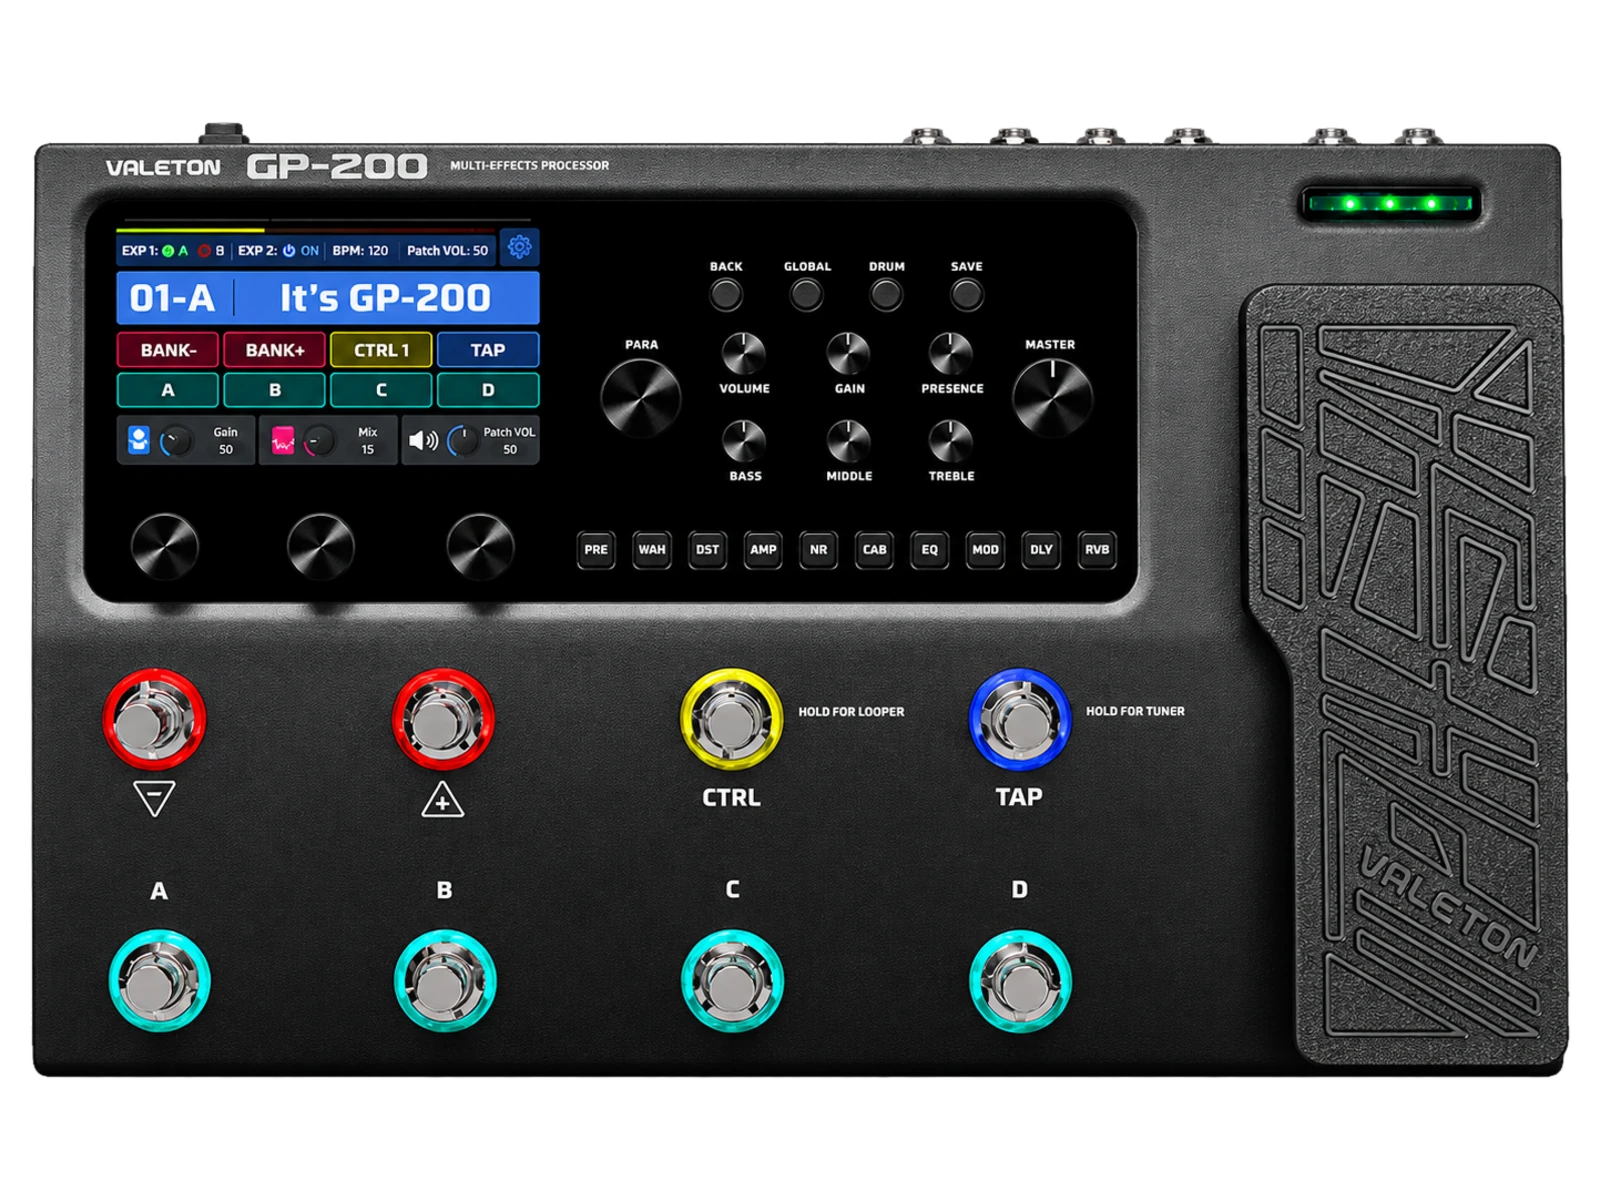 VALETON GP-200 MULTI-EFFECTS PROCESSOR
EXP 1: A B EXP 2: ON BPM: 120 Patch VOL: 50
01-A It's GP-200
BANK- BANK+ CTRL 1 TAP
A B C D
Gain 50
Mix 15
Patch VOL 50
BACK GLOBAL DRUM SAVE
PARA MASTER
VOLUME GAIN PRESENCE
BASS MIDDLE TREBLE
PRE WAH DST AMP NR CAB EQ MOD DLY RVB
HOLD FOR LOOPER
HOLD FOR TUNER
- + CTRL TAP
A B C D
VALETON